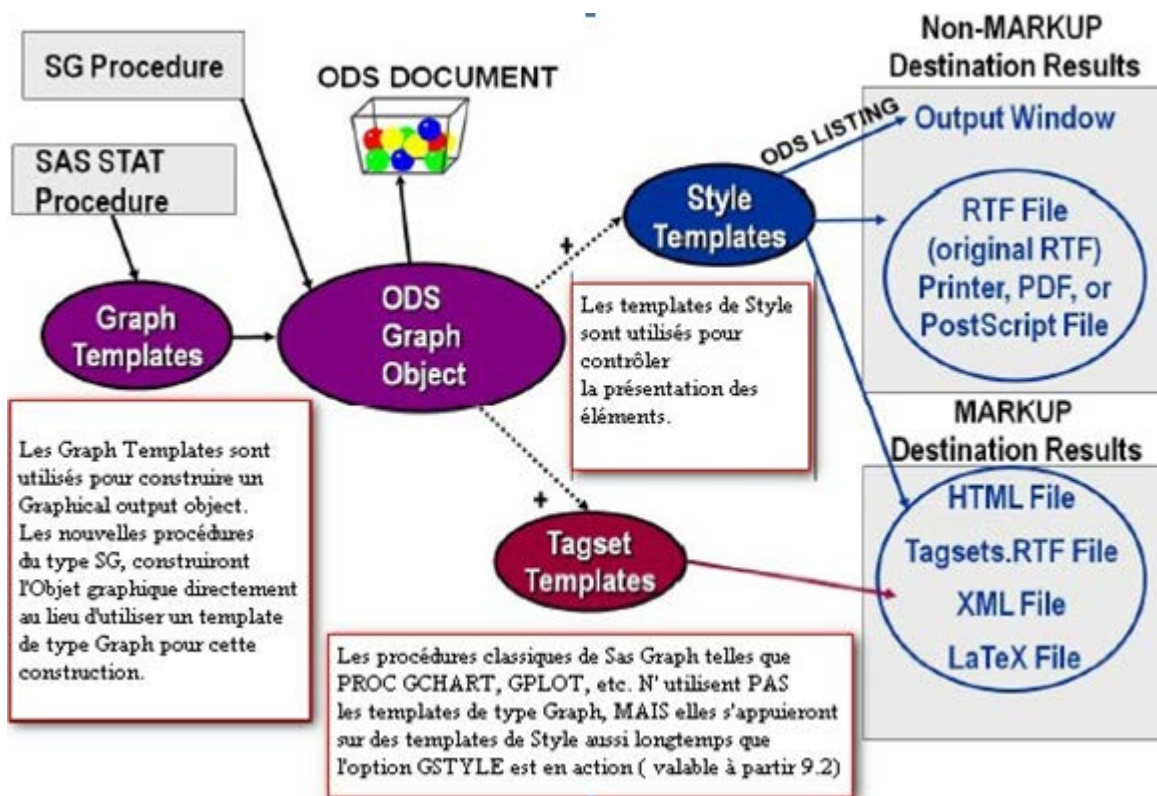 SG Procedure
SAS STAT
Procedure
ODS DOCUMENT
Graph
Templates
ODS
Graph
Object
Les Graph Templates sont
utilisés pour construire un
Graphical output object.
Les nouvelles procédures
du type SG, construiront
l'Objet graphique directement
au lieu d'utiliser un template
de type Graph pour cette
construction.
+
Style
Templates
ODS LISTING
Les templates de Style
sont utilisés pour
contrôler
la présentation des
éléments.
+
Tagset
Templates
Les procédures classiques de Sas Graph telles que
PROC GCHART, GPLOT, etc. N' utilisent PAS
les templates de type Graph, MAIS elles s'appuieront
sur des templates de Style aussi longtemps que
l'option GSTYLE est en action ( valable à partir 9.2)
Non-MARKUP
Destination Results
Output Window
RTF File
(original RTF)
Printer, PDF, or
PostScript File
MARKUP
Destination Results
HTML File
Tagsets.RTF File
XML File
LaTeX File